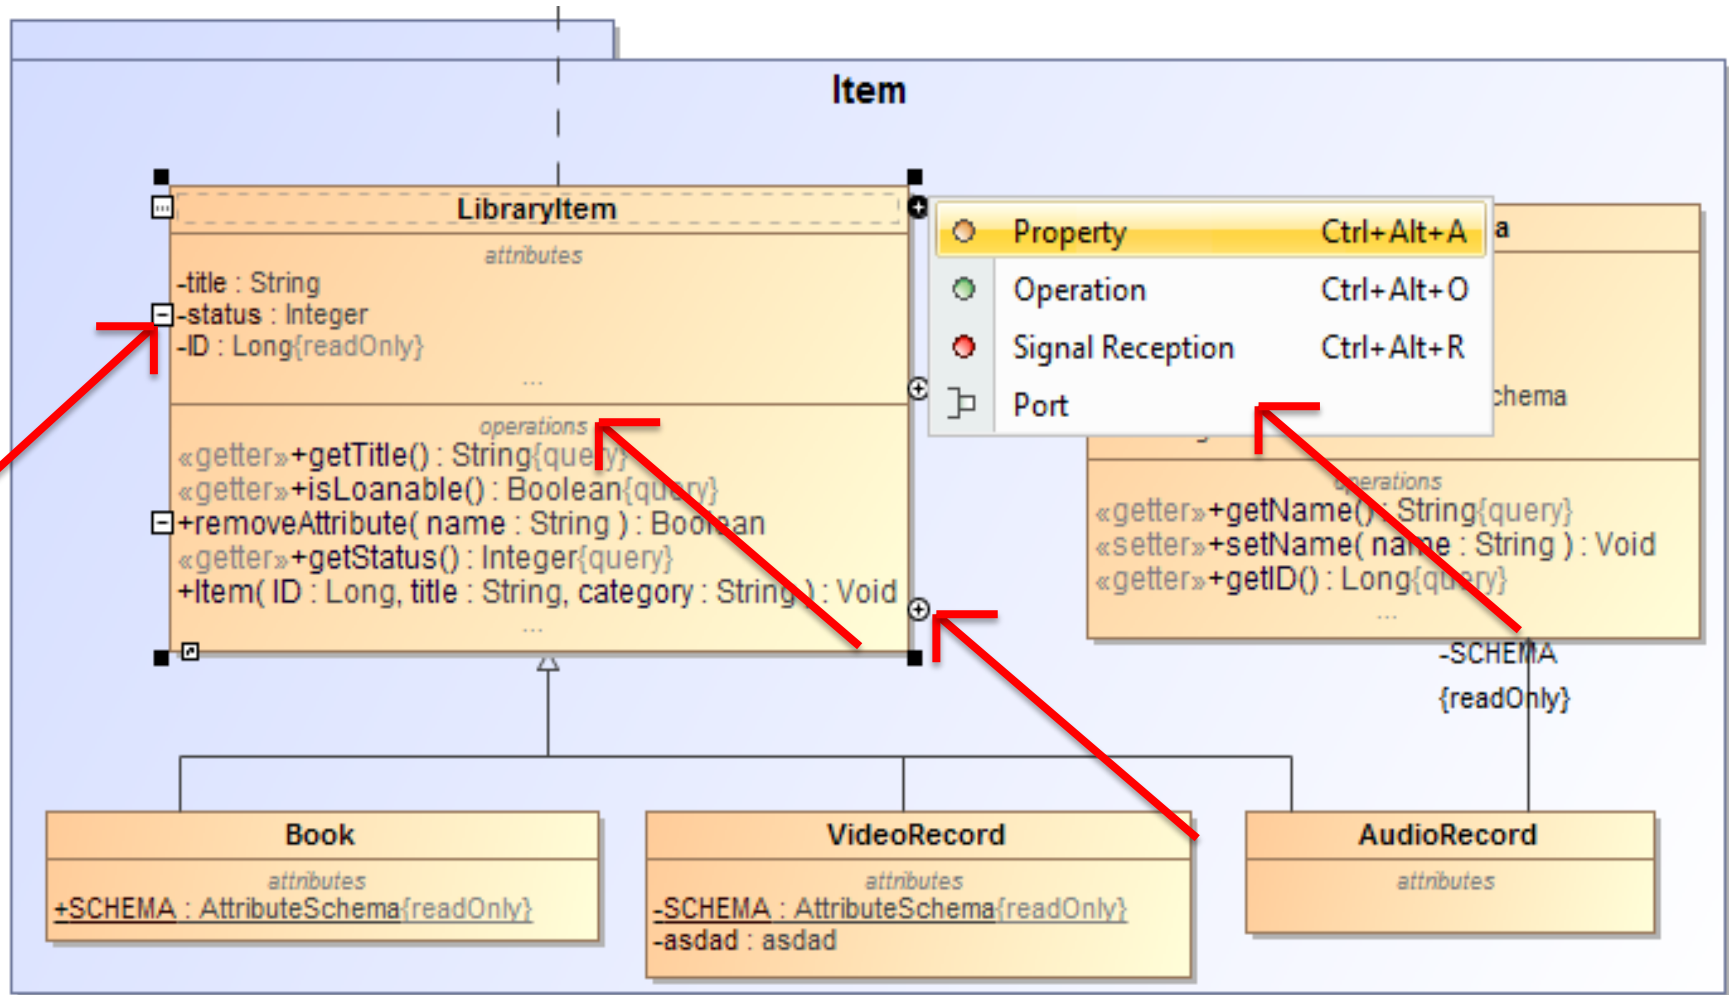 Item
LibraryItem
attributes
-title : String
-status : Integer
-ID : Long{readOnly}
...
operations
«getter»+getTitle() : String{query}
«getter»+isLoanable() : Boolean{query}
+removeAttribute( name : String ) : Boolean
«getter»+getStatus() : Integer{query}
+Item( ID : Long, title : String, category : String ) : Void
...
Property Ctrl+Alt+A
Operation Ctrl+Alt+O
Signal Reception Ctrl+Alt+R
Port
a
chema
operations
«getter»+getName() : String{query}
«setter»+setName( name : String ) : Void
«getter»+getID() : Long{query}
...
-SCHEMA
{readOnly}
Book
attributes
+SCHEMA : AttributeSchema{readOnly}
VideoRecord
attributes
-SCHEMA : AttributeSchema{readOnly}
-asdad : asdad
AudioRecord
attributes